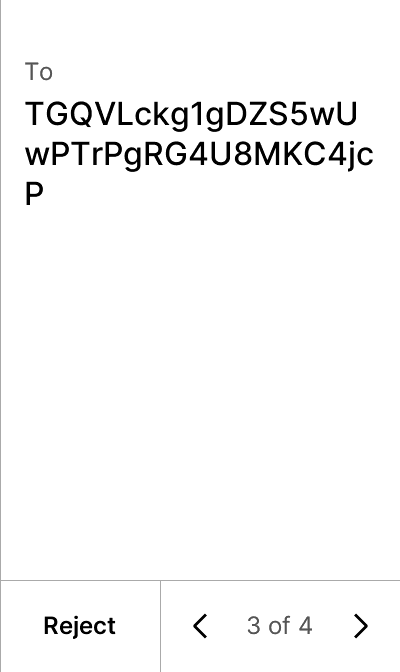 To
TGQVLckg1gDZS5wU
wPTrPgRG4U8MKC4jc
P
Reject
3 of 4